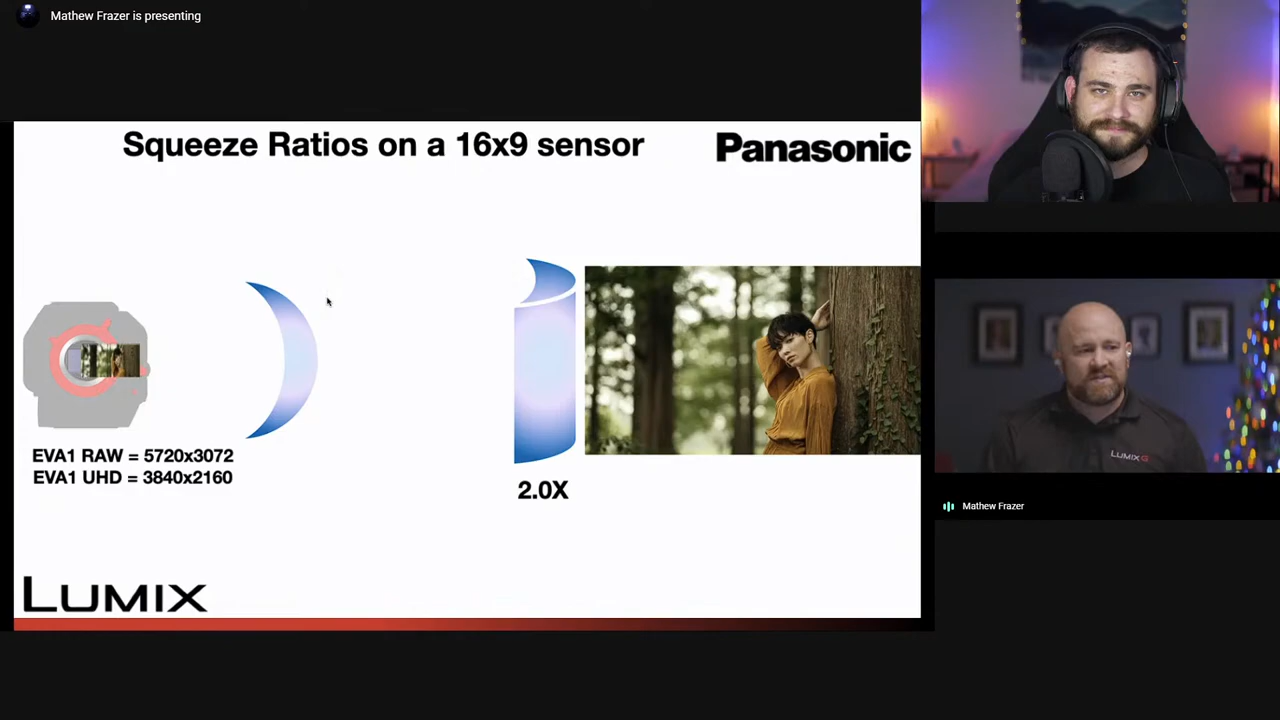 Mathew Frazer is presenting
Squeeze Ratios on a 16x9 sensor
Panasonic
EVA1 RAW = 5720x3072
EVA1 UHD = 3840x2160
2.0X
LUMIX
LUMIX G
Mathew Frazer